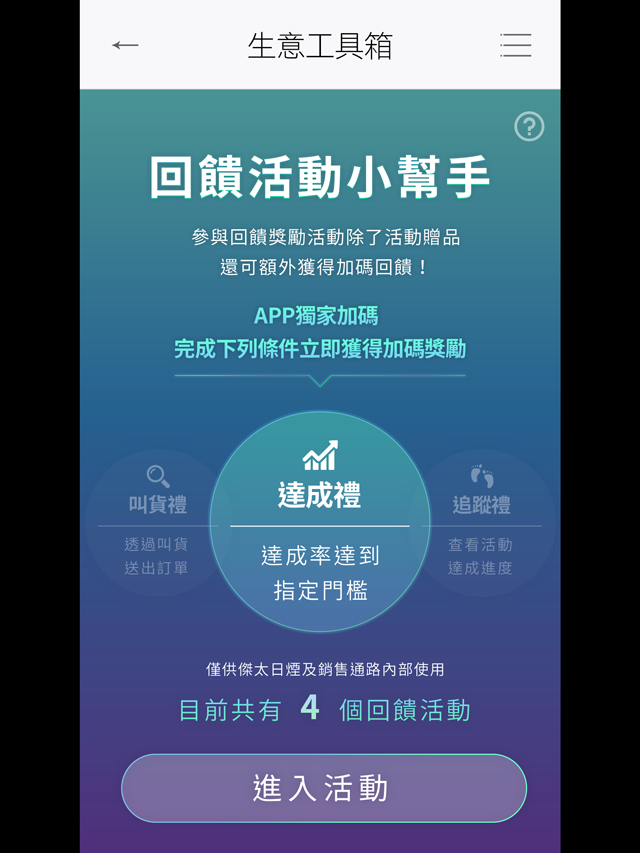 生意工具箱
回饋活動小幫手
參與回饋獎勵活動除了活動贈品
還可額外獲得加碼回饋！
APP獨家加碼
完成下列條件立即獲得加碼獎勵
叫貨禮
透過叫貨
送出訂單
達成禮
達成率達到
指定門檻
追蹤禮
查看活動
達成進度
僅供傑太日煙及銷售通路內部使用
目前共有 4 個回饋活動
進入活動